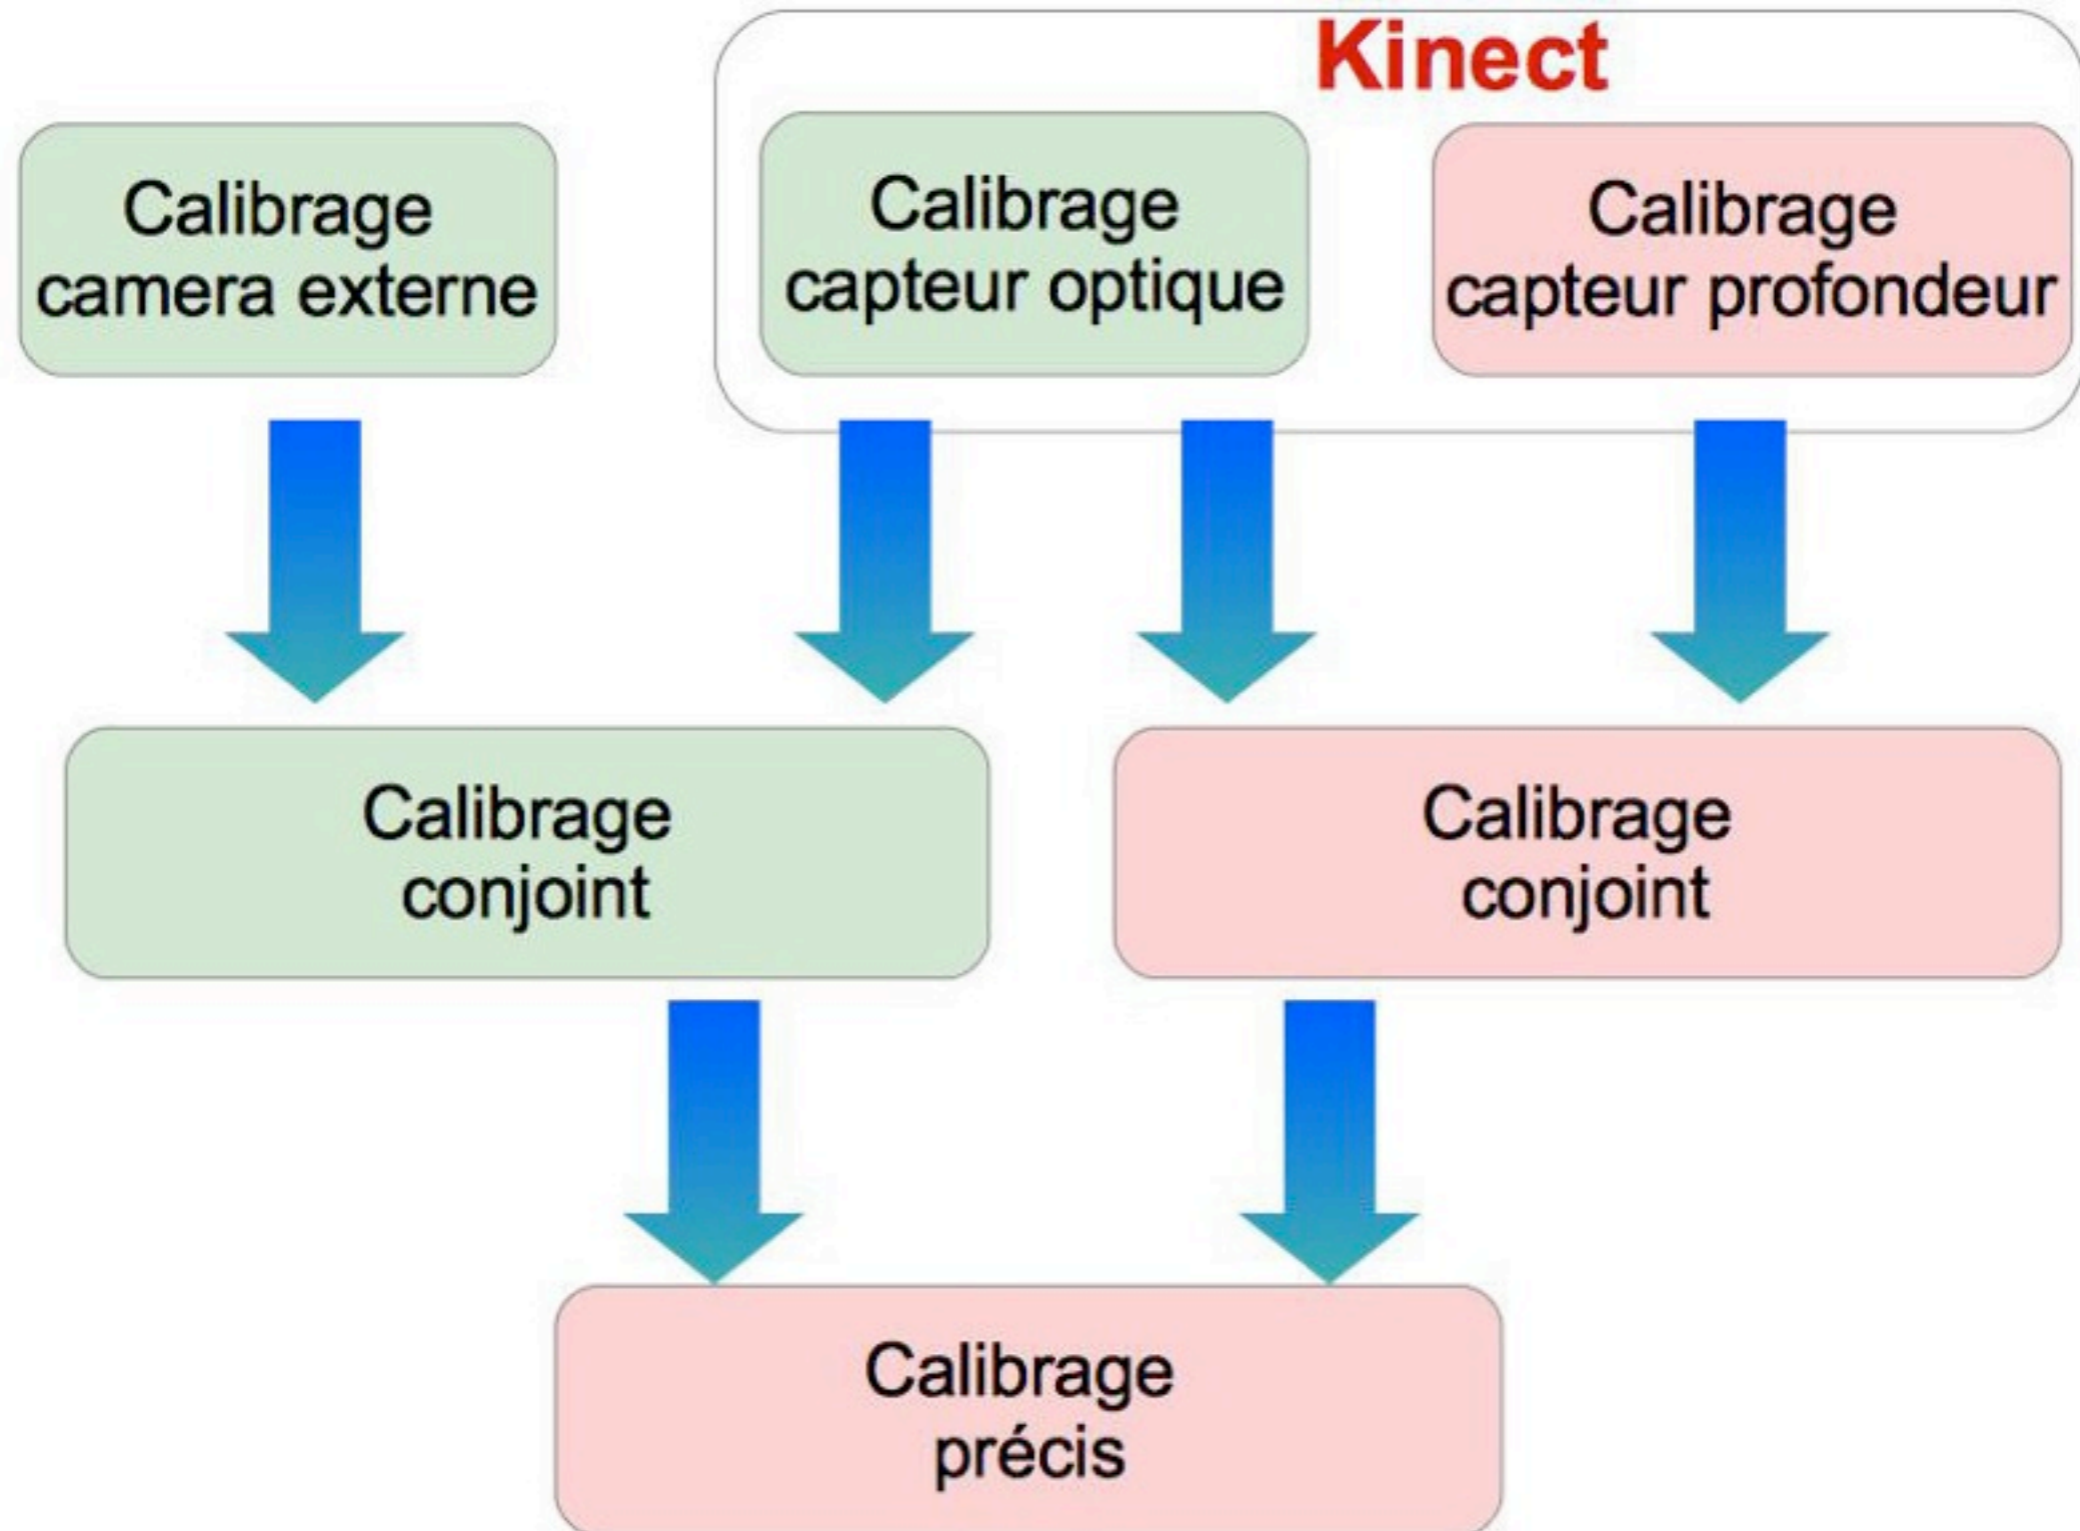 Kinect
Calibrage
camera externe
Calibrage
capteur optique
Calibrage
capteur profondeur
Calibrage
conjoint
Calibrage
conjoint
Calibrage
précis